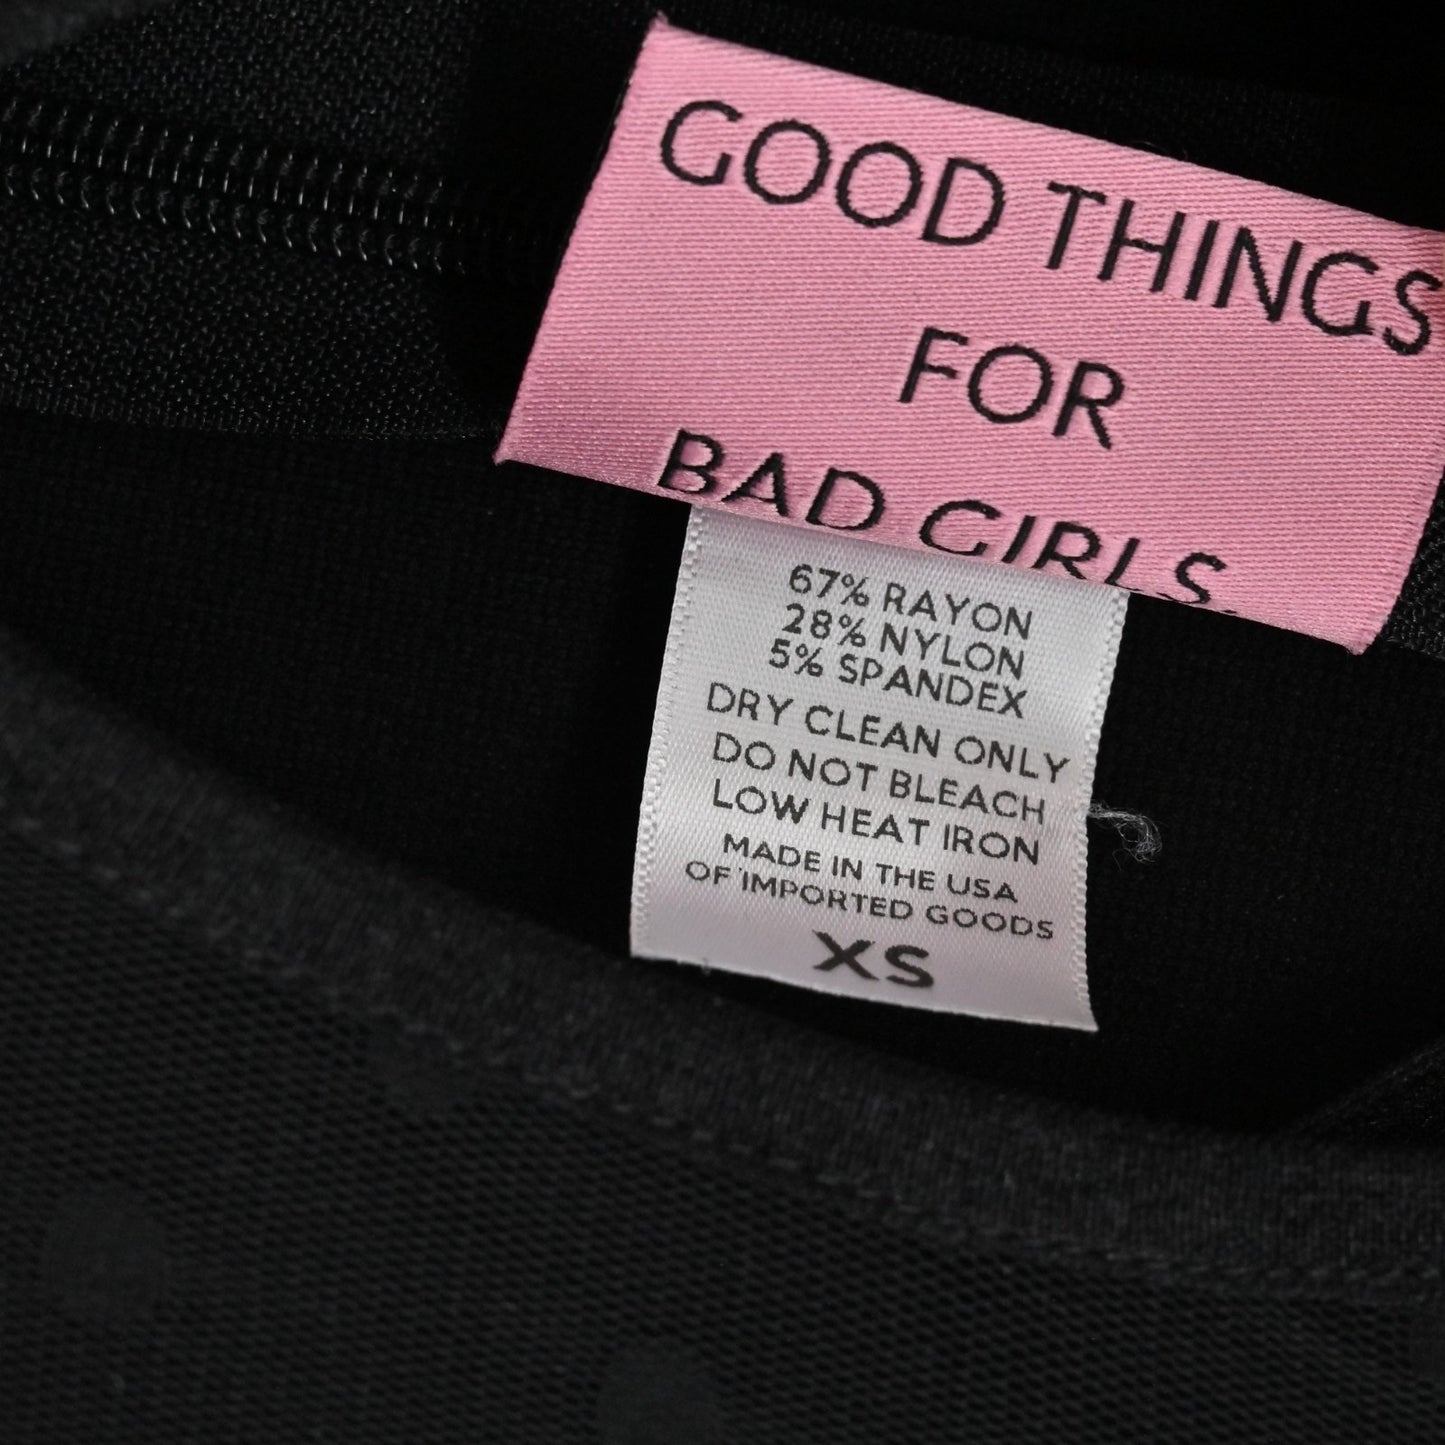 GOOD THINGS
FOR
BAD GIRLS.
67% RAYON
28% NYLON
5% SPANDEX
DRY CLEAN ONLY
DO NOT BLEACH
LOW HEAT IRON
MADE IN THE USA
OF IMPORTED GOODS
XS